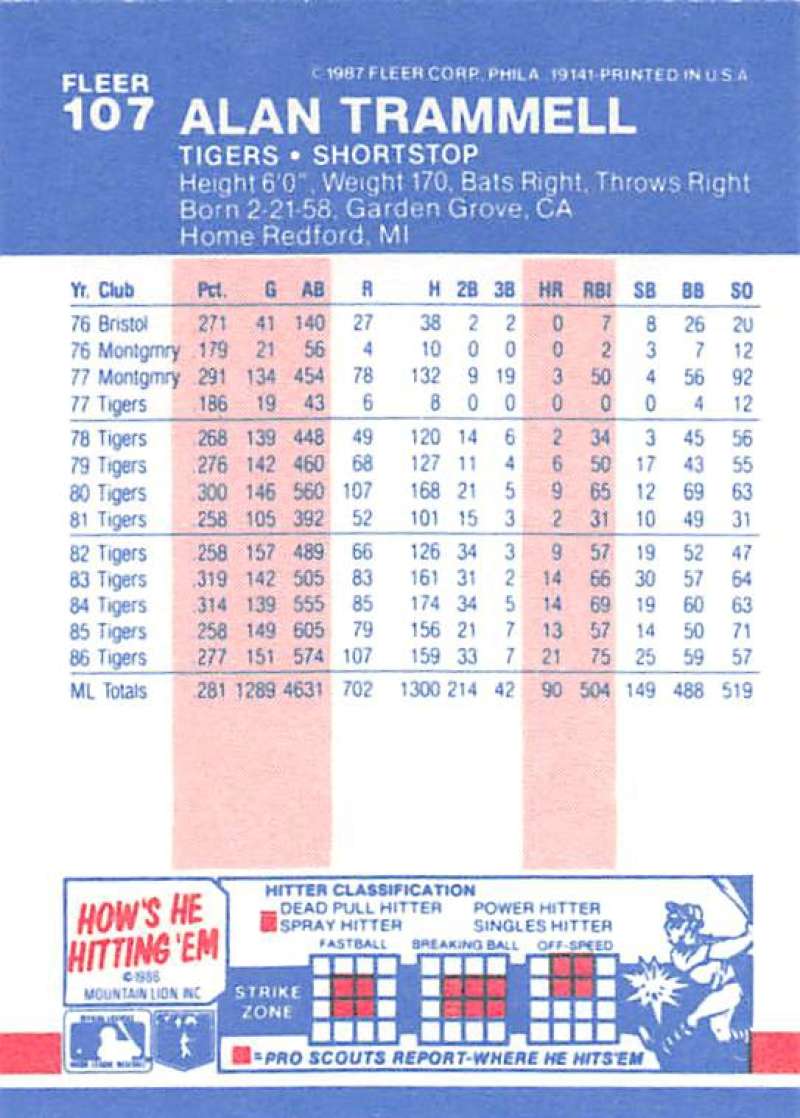 © 1987 FLEER CORP. PHILA. 19141-PRINTED IN U.S.A.
FLEER
107 ALAN TRAMMELL
TIGERS • SHORTSTOP
Height 6'0", Weight 170, Bats Right, Throws Right
Born 2-21-58, Garden Grove, CA
Home Redford, MI
Yr. Club Pct. G AB R H 2B 3B HR RBI SB BB SO
76 Bristol .271 41 140 27 38 2 2 0 7 8 26 20
76 Montgmry .179 21 56 4 10 0 0 0 2 3 7 12
77 Montgmry .291 134 454 78 132 9 19 3 50 4 56 92
77 Tigers .186 19 43 6 8 0 0 0 0 0 4 12
78 Tigers .268 139 448 49 120 14 6 2 34 3 45 56
79 Tigers .276 142 460 68 127 11 4 6 50 17 43 55
80 Tigers .300 146 560 107 168 21 5 9 65 12 69 63
81 Tigers .258 105 392 52 101 15 3 2 31 10 49 31
82 Tigers .258 157 489 66 126 34 3 9 57 19 52 47
83 Tigers .319 142 505 83 161 31 2 14 66 30 57 64
84 Tigers .314 139 555 85 174 34 5 14 69 19 60 63
85 Tigers .258 149 605 79 156 21 7 13 57 14 50 71
86 Tigers .277 151 574 107 159 33 7 21 75 25 59 57
ML Totals .281 1289 4631 702 1300 214 42 90 504 149 488 519
HOW'S HE
HITTING 'EM
© 1986
MOUNTAIN LION, INC
HITTER CLASSIFICATION
DEAD PULL HITTER POWER HITTER
SPRAY HITTER SINGLES HITTER
FASTBALL BREAKING BALL OFF-SPEED
STRIKE
ZONE
=PRO SCOUTS REPORT-WHERE HE HITS 'EM